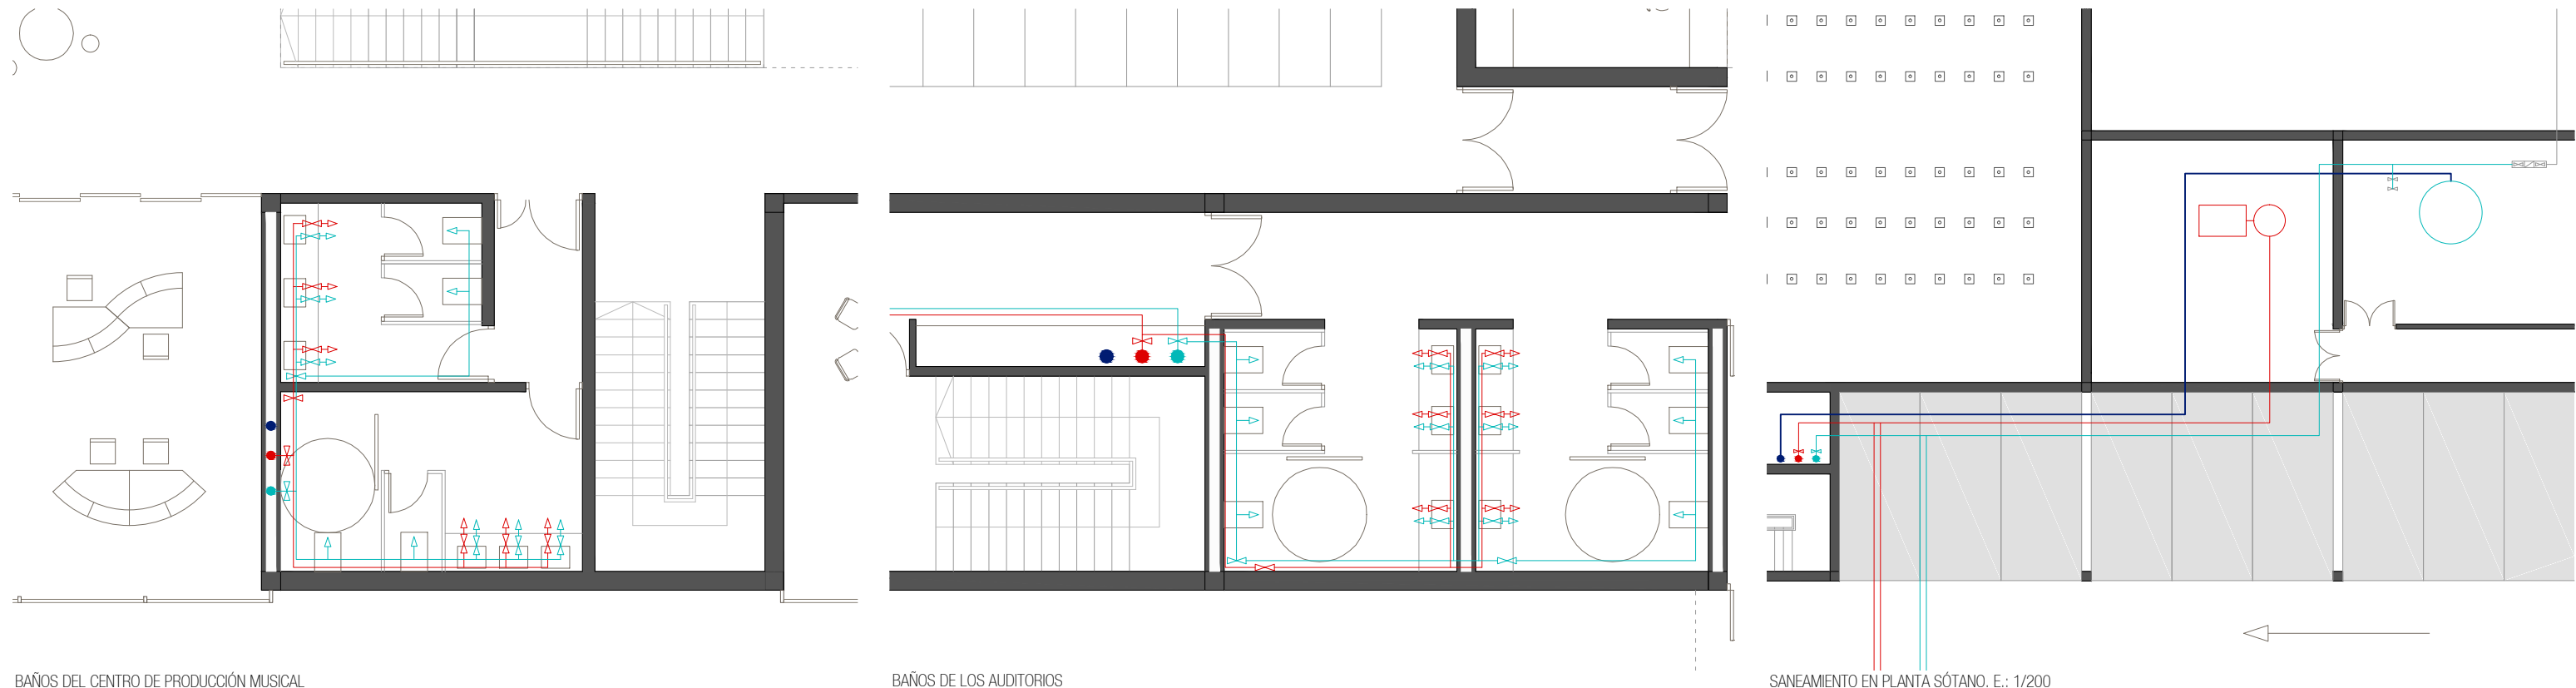 BAÑOS DEL CENTRO DE PRODUCCIÓN MUSICAL
BAÑOS DE LOS AUDITORIOS
SANEAMIENTO EN PLANTA SÓTANO. E.: 1/200